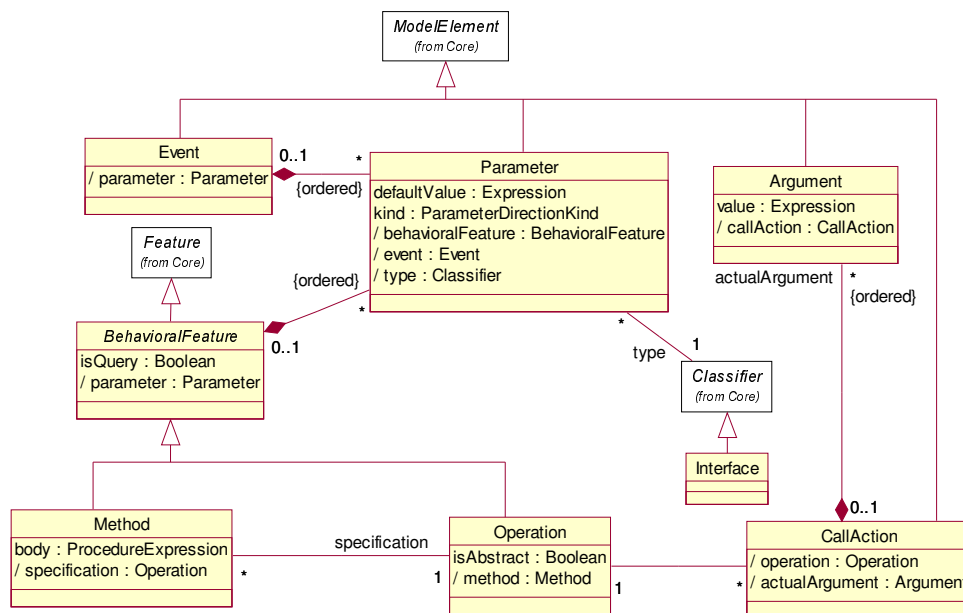 ModelElement
(from Core)
Event
/ parameter : Parameter
0..1
*
{ordered}
Parameter
defaultValue : Expression
kind : ParameterDirectionKind
/ behavioralFeature : BehavioralFeature
/ event : Event
/ type : Classifier
Argument
value : Expression
/ callAction : CallAction
actualArgument
*
{ordered}
Feature
(from Core)
{ordered}
*
0..1
BehavioralFeature
isQuery : Boolean
/ parameter : Parameter
*
type
1
Classifier
(from Core)
Interface
Method
body : ProcedureExpression
/ specification : Operation
specification
*
1
Operation
isAbstract : Boolean
/ method : Method
1
*
0..1
CallAction
/ operation : Operation
/ actualArgument : Argument